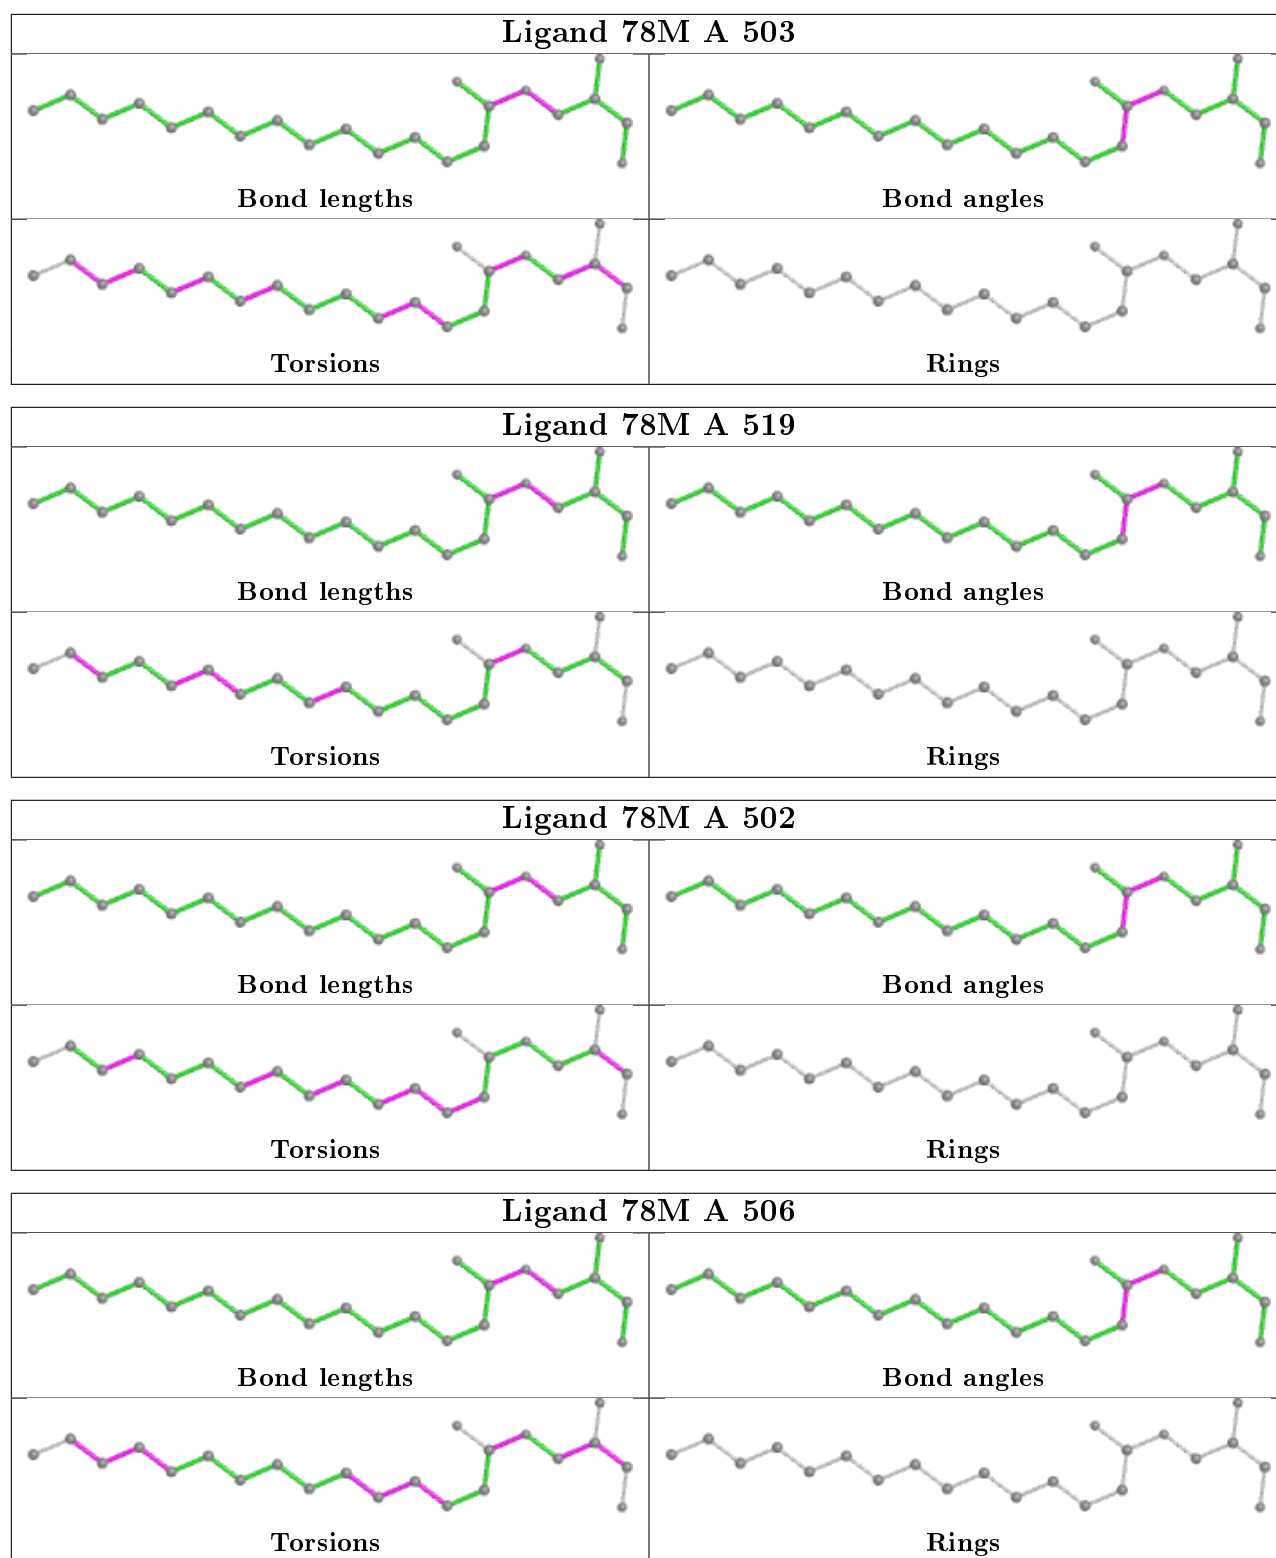 Ligand 78M A 503
Bond lengths Bond angles
Torsions Rings
Ligand 78M A 519
Bond lengths Bond angles
Torsions Rings
Ligand 78M A 502
Bond lengths Bond angles
Torsions Rings
Ligand 78M A 506
Bond lengths Bond angles
Torsions Rings